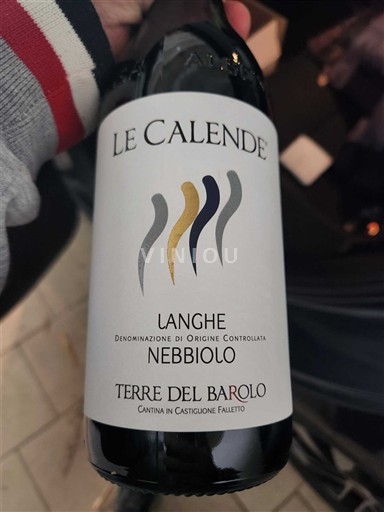 LE CALENDE®
VINIOU
LANGHE
DENOMINAZIONE DI ORIGINE CONTROLLATA
NEBBIOLO
TERRE DEL BAROLO
CANTINA IN CASTIGLIONE FALLETTO